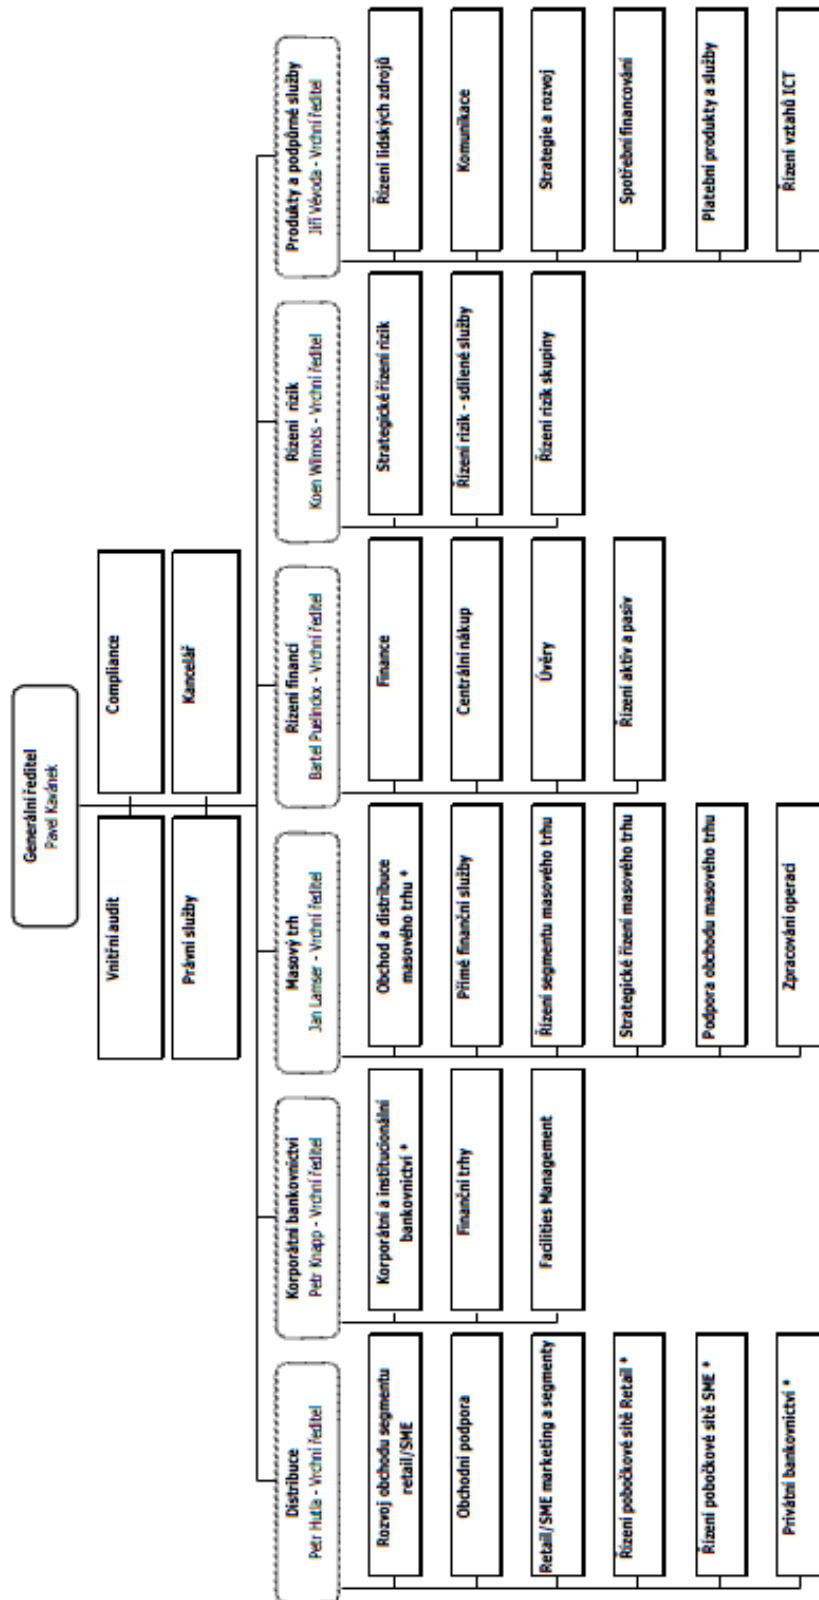 Generální ředitel
Pavel Kavánek
Vnitřní audit
Compliance
Právní služby
Kancelář
Distribuce
Petr Hutla - Vrchní ředitel
Rozvoj obchodu segmentu
retail/SME
Obchodní podpora
Retail/SME marketing a segmenty
Řízení pobočkové sítě Retail *
Řízení pobočkové sítě SME *
Privátní bankovnictví *
Korporátní bankovnictví
Petr Knapp - Vrchní ředitel
Korporátní a institucionální
bankovnictví *
Finanční trhy
Facilities Management
Masový trh
Jan Lamser - Vrchní ředitel
Obchod a distribuce
masového trhu *
Přímé finanční služby
Řízení segmentu masového trhu
Strategické řízení masového trhu
Podpora obchodu masového trhu
Zpracování operací
Řízení financí
Bartel Puelinckx - Vrchní ředitel
Finance
Centrální nákup
Úvěry
Řízení aktiv a pasiv
Řízení rizik
Koen Wilmots - Vrchní ředitel
Strategické řízení rizik
Řízení rizik - sdílené služby
Řízení rizik skupiny
Produkty a podpůrné služby
Jiří Vévoda - Vrchní ředitel
Řízení lidských zdrojů
Komunikace
Strategie a rozvoj
Spotřební financování
Platební produkty a služby
Řízení vztahů ICT